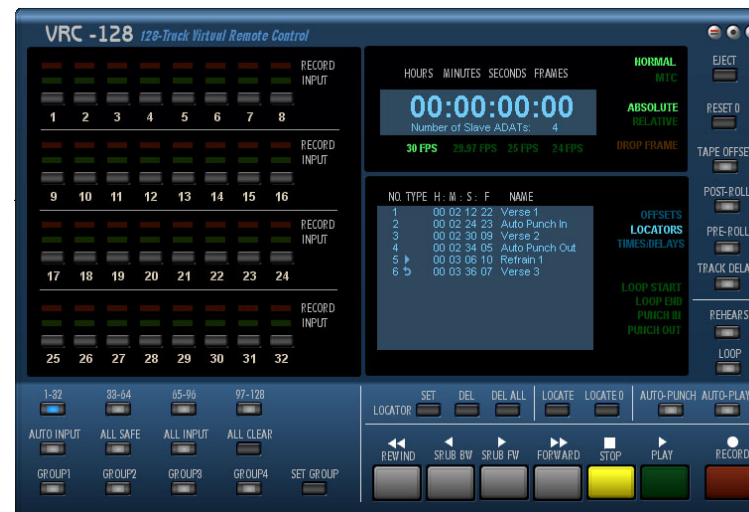 VRC -128 128-Track Virtual Remote Control
RECORD
INPUT
1 2 3 4 5 6 7 8
RECORD
INPUT
9 10 11 12 13 14 15 16
RECORD
INPUT
17 18 19 20 21 22 23 24
RECORD
INPUT
25 26 27 28 29 30 31 32
HOURS MINUTES SECONDS FRAMES
00:00:00:00
Number of Slave ADATs: 4
30 FPS 29.97 FPS 25 FPS 24 FPS
NORMAL
MTC
ABSOLUTE
RELATIVE
DROP FRAME
NO. TYPE H : M : S : F NAME
1 00 02 12 22 Verse 1
2 00 02 24 23 Auto Punch In
3 00 02 30 09 Verse 2
4 00 02 34 05 Auto Punch Out
5 00 03 06 10 Refrain 1
6 00 03 36 07 Verse 3
OFFSETS
LOCATORS
TIMES/DELAYS
LOOP START
LOOP END
PUNCH IN
PUNCH OUT
EJECT
RESET 0
TAPE OFFSE
POST-ROLL
PRE-ROLL
TRACK DELA
REHEARS
LOOP
1-32 33-64 65-96 97-128
AUTO INPUT ALL SAFE ALL INPUT ALL CLEAR
GROUP1 GROUP2 GROUP3 GROUP4 SET GROUP
LOCATOR SET DEL DEL ALL LOCATE LOCATE 0 AUTO-PUNCH AUTO-PLAY
REWIND SRUB BW SRUB FW FORWARD STOP PLAY RECORD